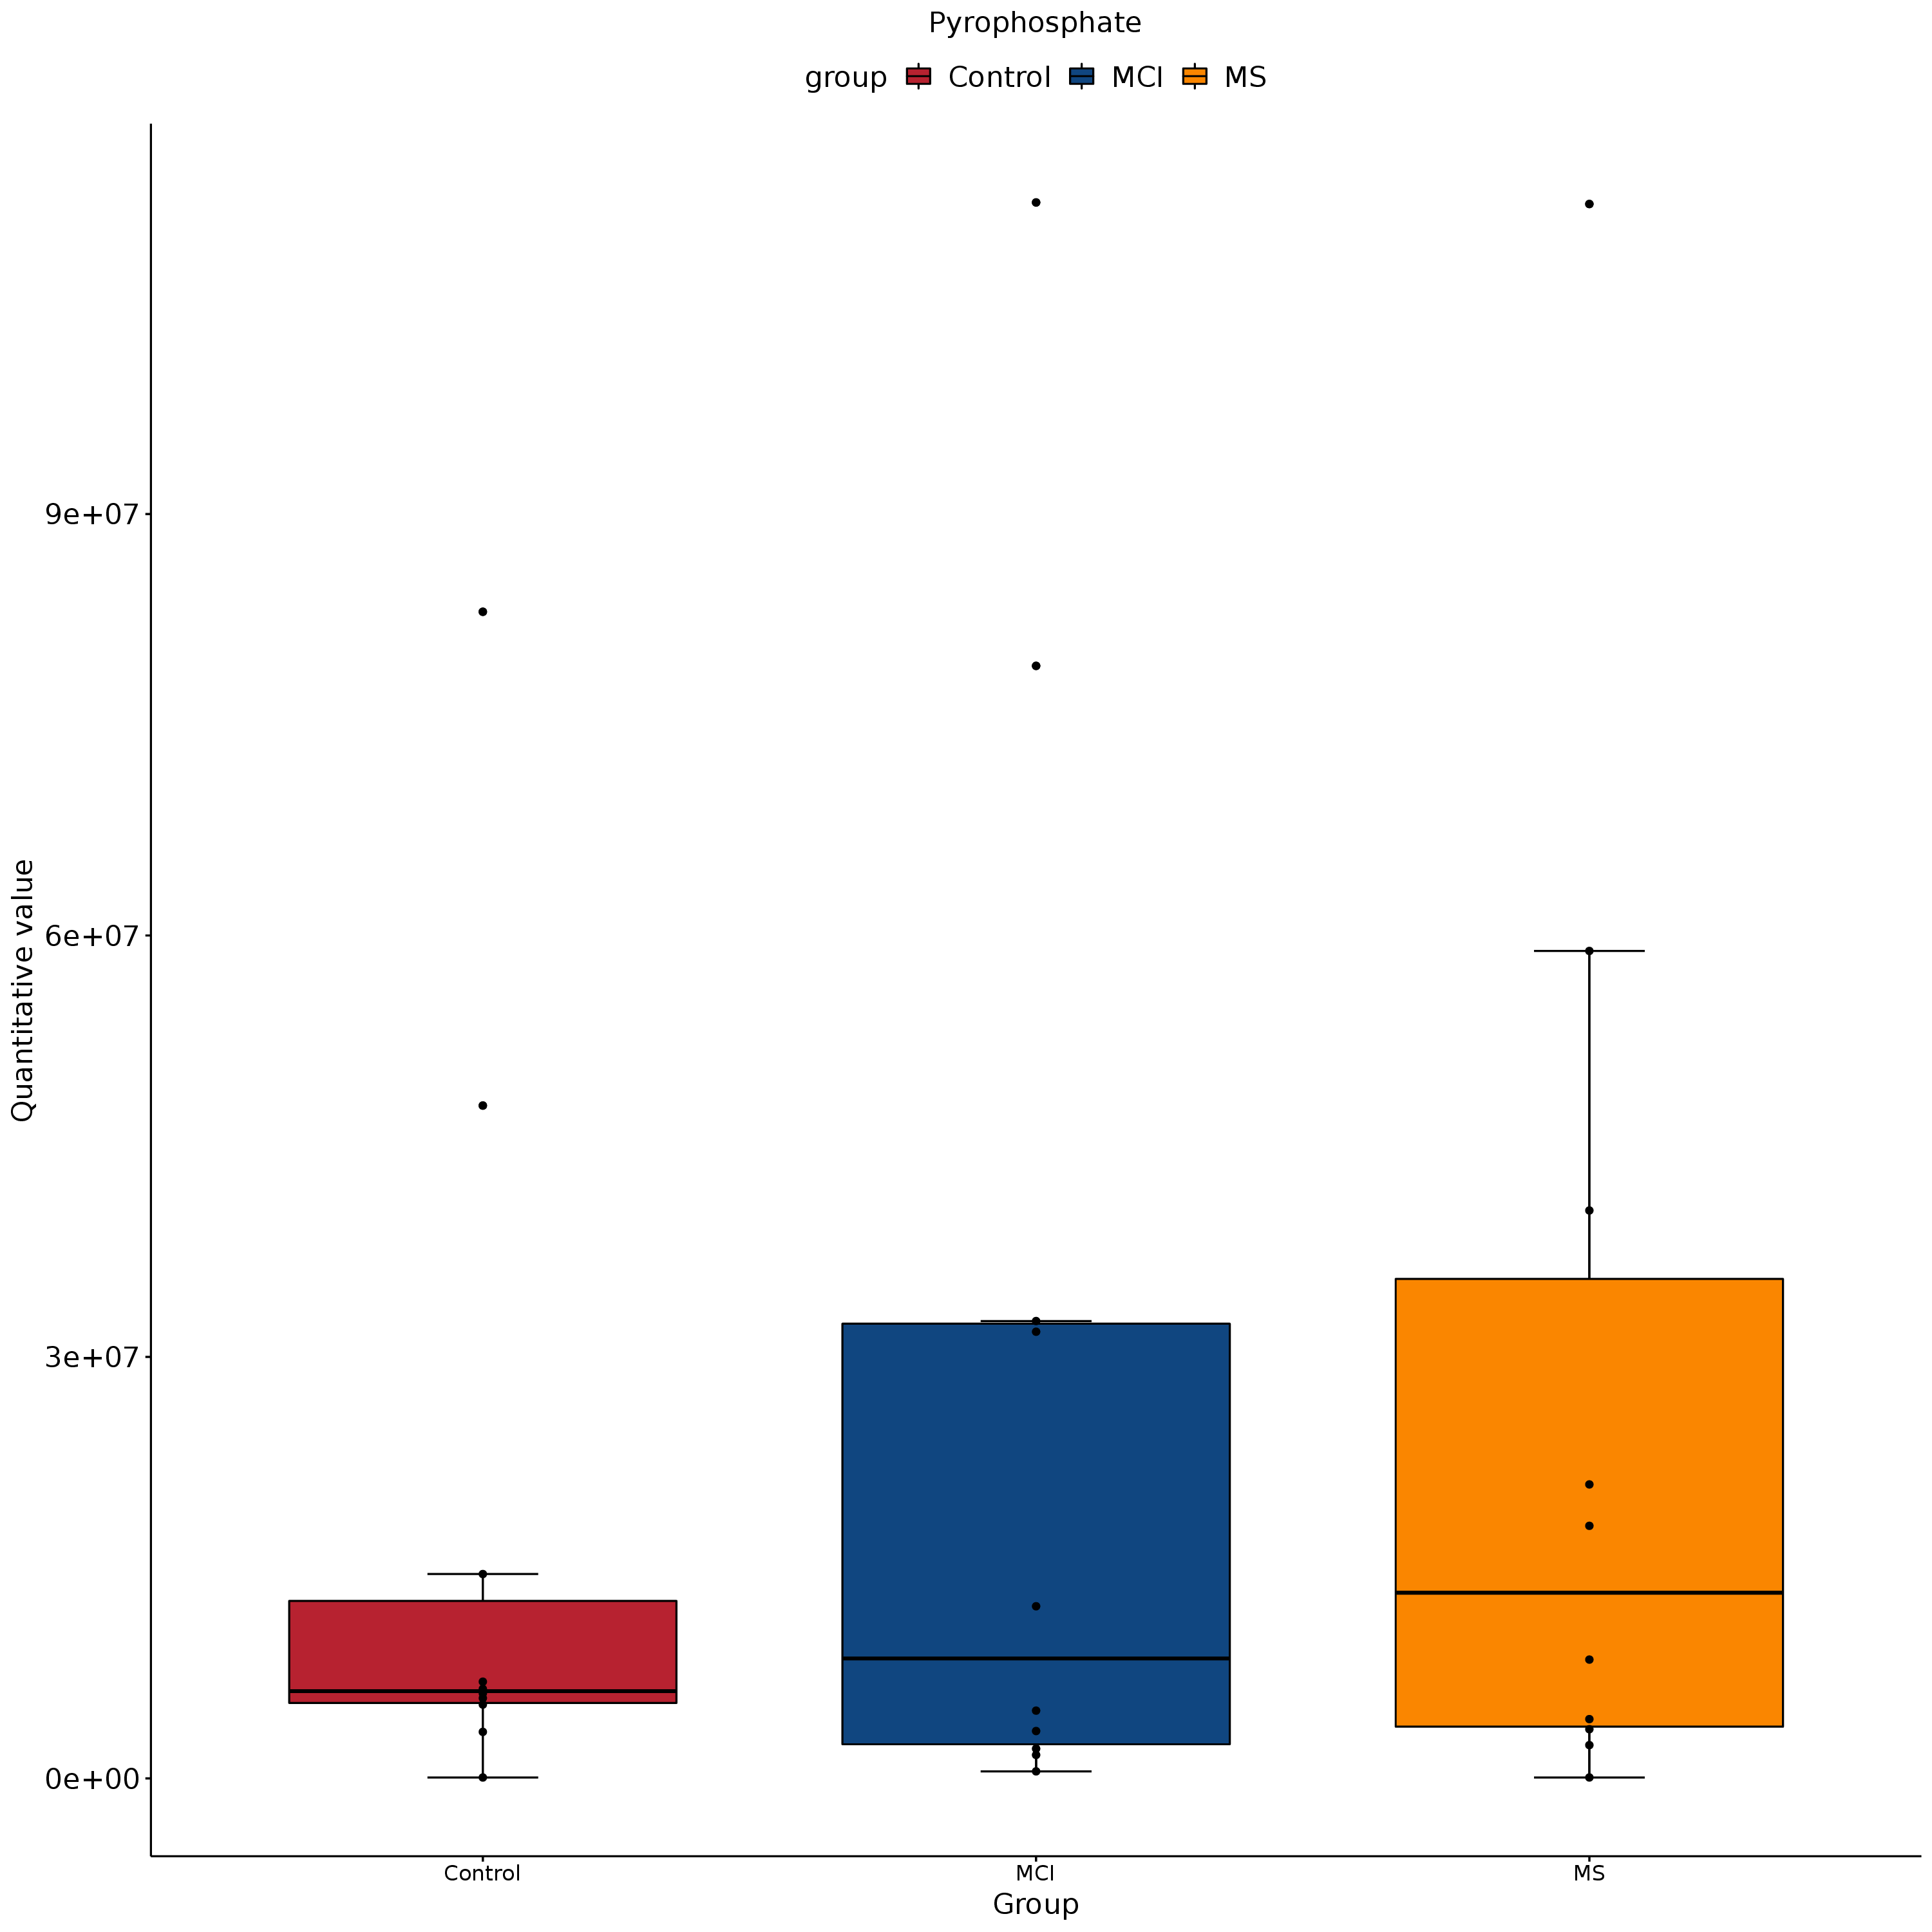 Pyrophosphate
group Control MCI MS
9e+07
6e+07
3e+07
0e+00
Quantitative value
Control MCI MS
Group